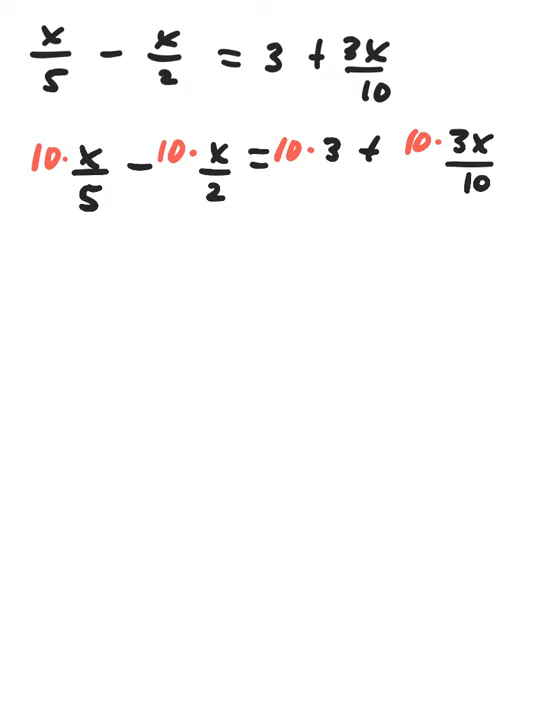 x/5 - x/2 = 3 + 3x/10
10· x/5 - 10· x/2 = 10· 3 + 10· 3x/10